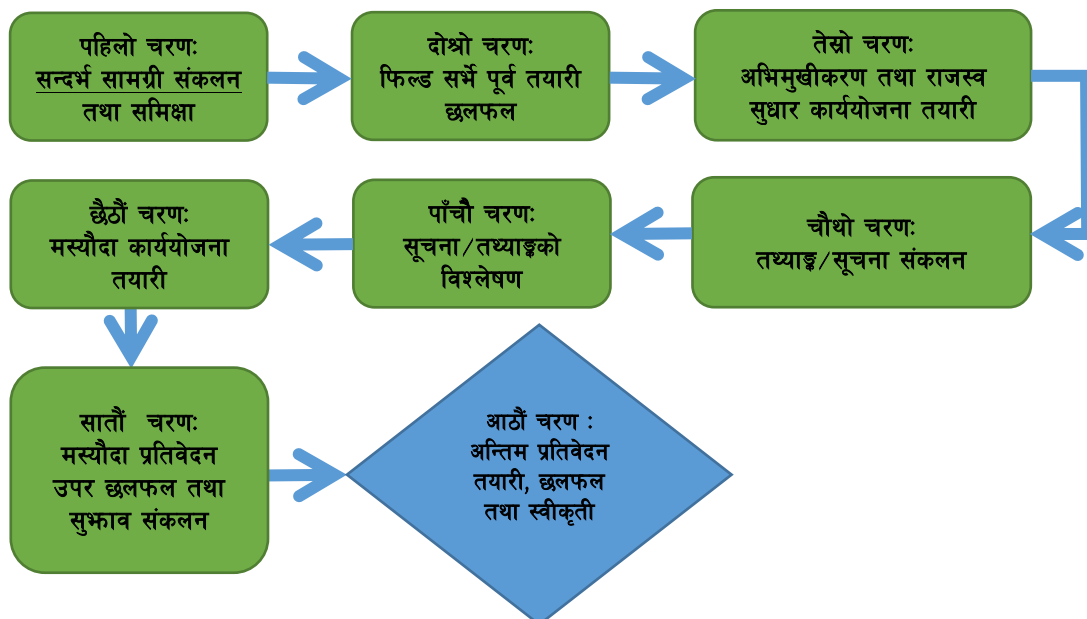 पहिलो चरण:
सन्दर्भ सामग्री संकलन
तथा समिक्षा
दोश्रो चरण:
फिल्ड सर्भे पूर्व तयारी
छलफल
तेस्रो चरण:
अभिमुखीकरण तथा राजस्व
सुधार कार्ययोजना तयारी
चौथो चरण:
तथ्याङ्क/सूचना संकलन
पाँचौ चरण:
सूचना/तथ्याङ्कको
विश्लेषण
छैठौं चरण:
मस्यौदा कार्ययोजना
तयारी
सातौं चरण:
मस्यौदा प्रतिवेदन
उपर छलफल तथा
सुझाव संकलन
आठौं चरण :
अन्तिम प्रतिवेदन
तयारी, छलफल
तथा स्वीकृती